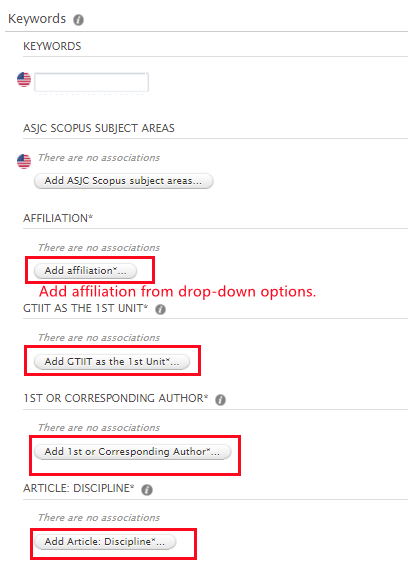 Keywords
KEYWORDS
ASJC SCOPUS SUBJECT AREAS
There are no associations
Add ASJC Scopus subject areas...
AFFILIATION*
There are no associations
Add affiliation*...
Add affiliation from drop-down options.
GTIIT AS THE 1ST UNIT*
There are no associations
Add GTIIT as the 1st Unit*...
1ST OR CORRESPONDING AUTHOR*
There are no associations
Add 1st or Corresponding Author*...
ARTICLE: DISCIPLINE*
There are no associations
Add Article: Discipline*...